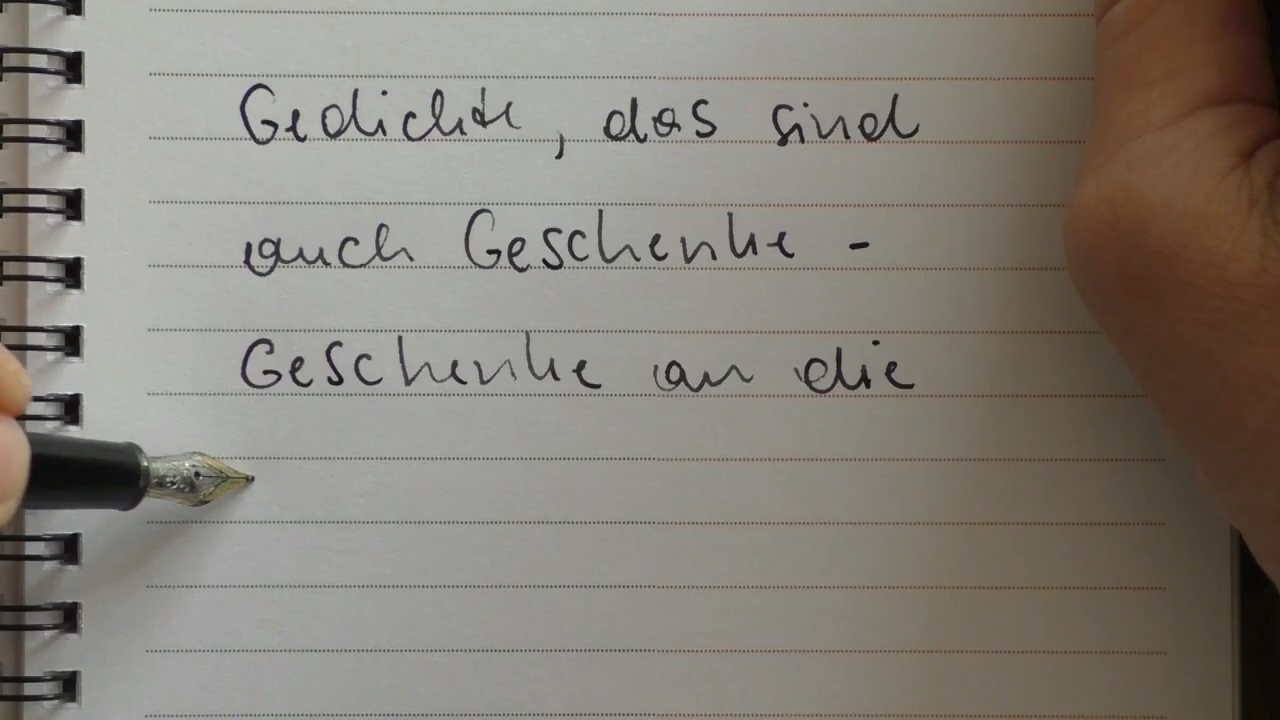 Gedichte, das sind
auch Geschenke -
Geschenke an die